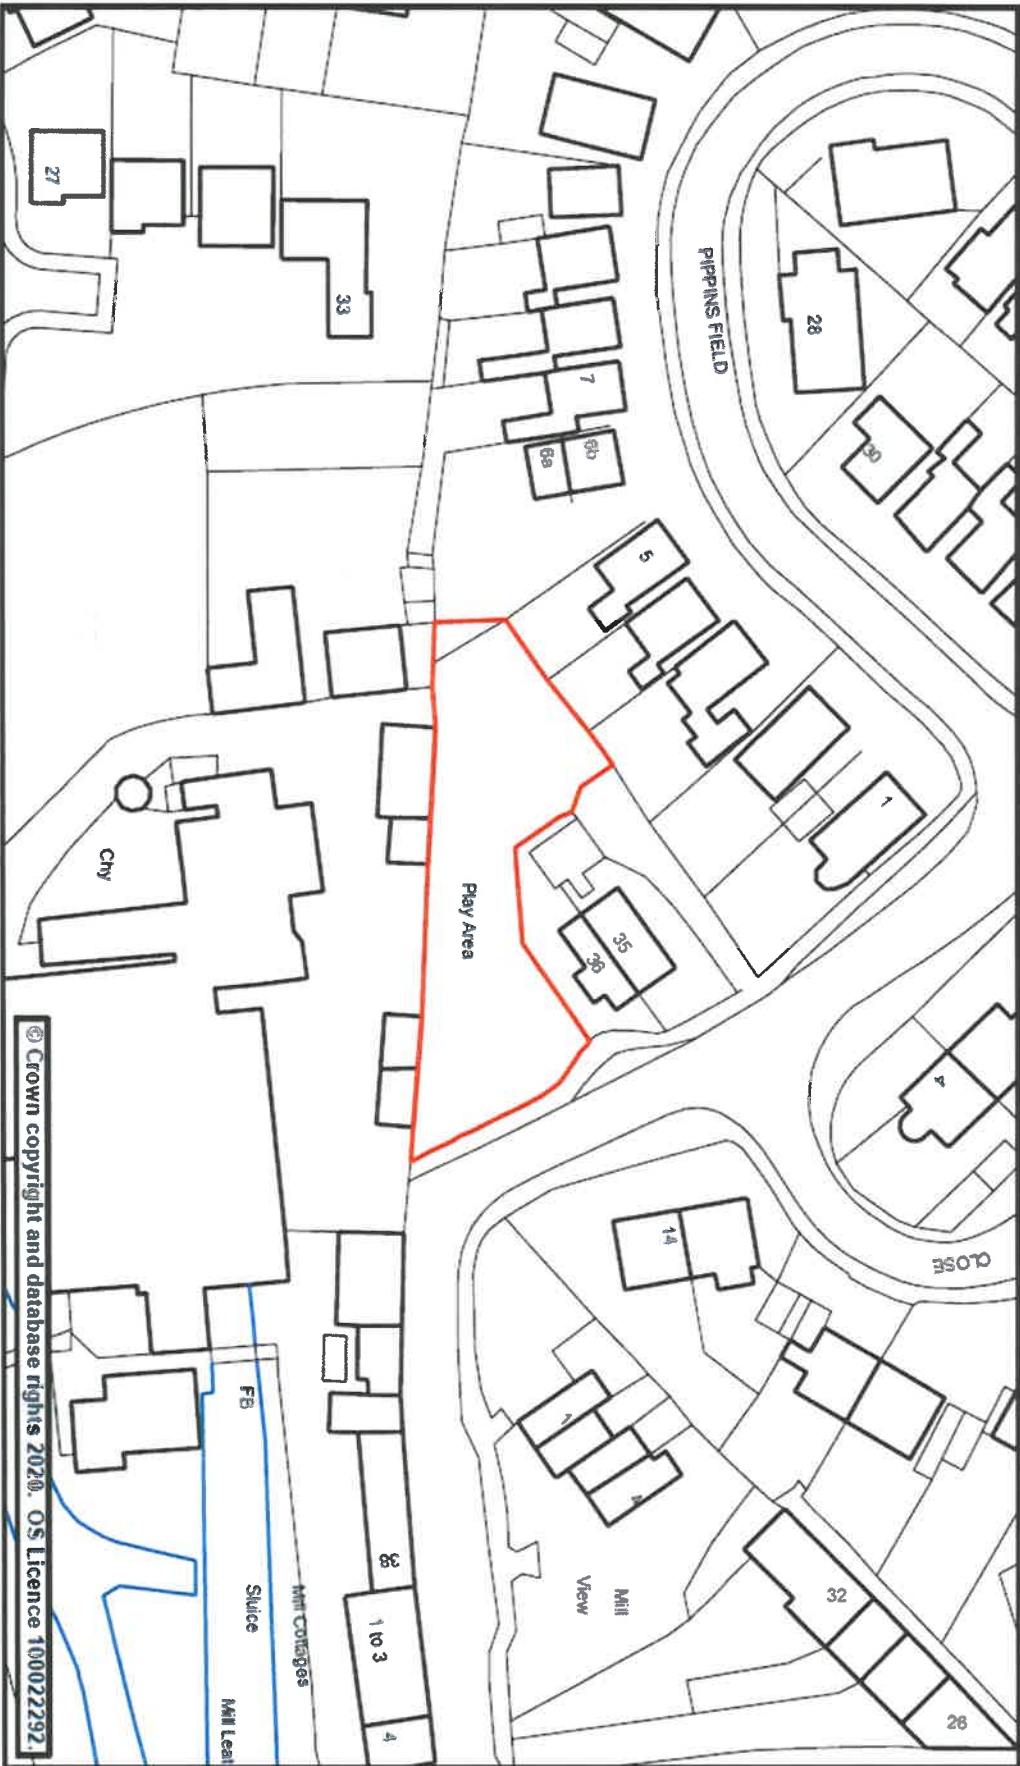 PIPPINS FIELD
28
30
27
33
7
6b
6a
5
1
35
36
Play Area
Chy
4
CLOSE
14
1
4
Mill
View
32
26
38
1 to 3
4
Mill Cottages
FB
Sluice
Mill Leat
© Crown copyright and database rights 2020. OS Licence 100022292.